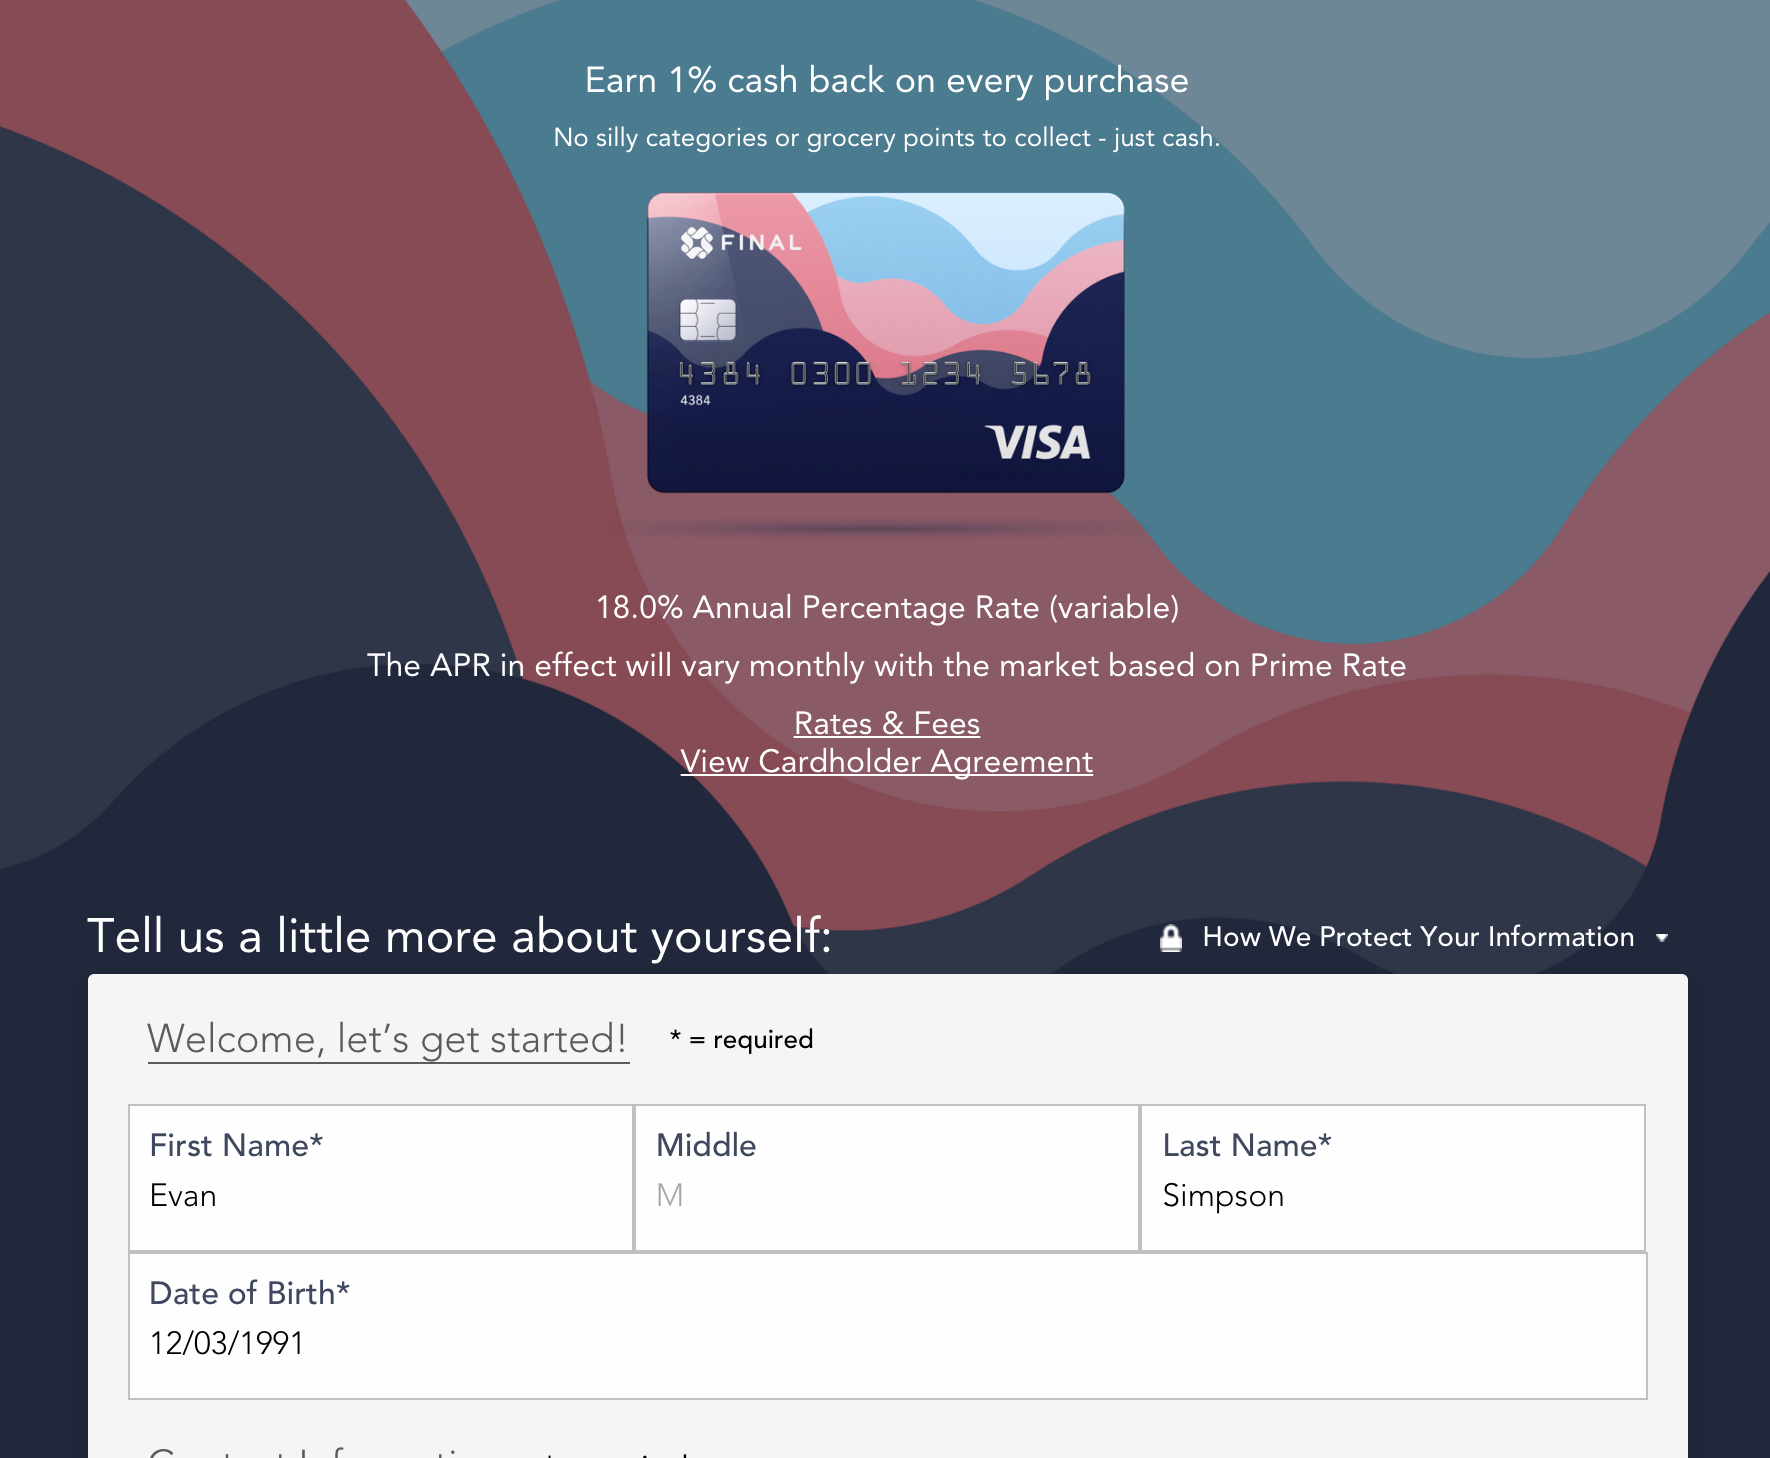 Earn 1% cash back on every purchase
No silly categories or grocery points to collect - just cash.
FINAL
4384 0300 1234 5678
4384
VISA
18.0% Annual Percentage Rate (variable)
The APR in effect will vary monthly with the market based on Prime Rate
Rates & Fees
View Cardholder Agreement
Tell us a little more about yourself:
How We Protect Your Information
Welcome, let’s get started!
* = required
First Name*
Evan
Middle
M
Last Name*
Simpson
Date of Birth*
12/03/1991